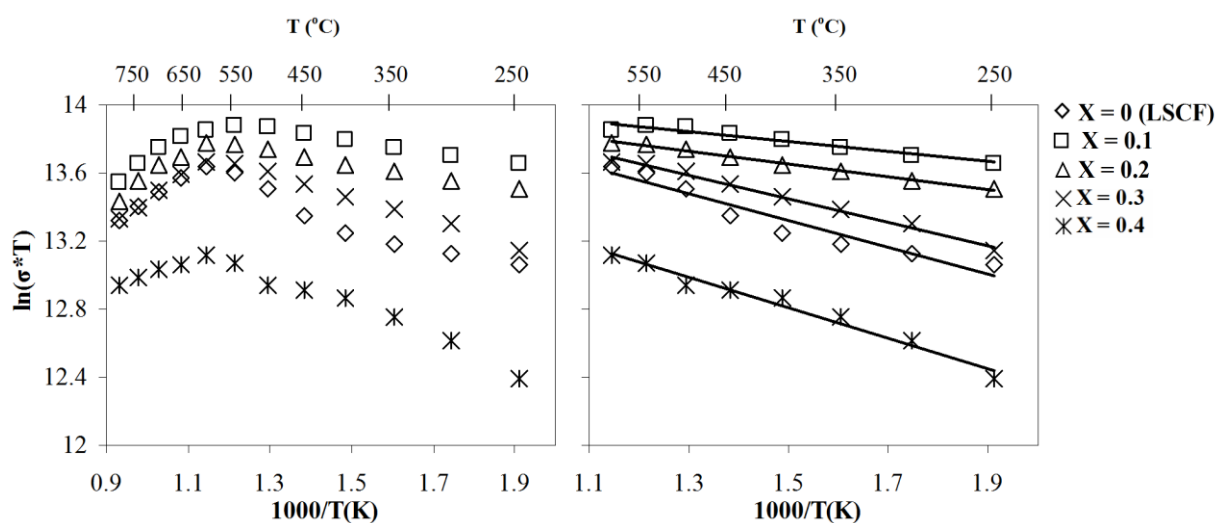 T (°C)
T (°C)
750 650 550 450 350 250
550 450 350 250
14
13.6
13.2
12.8
12.4
12
ln(σ*T)
0.9 1.1 1.3 1.5 1.7 1.9
1000/T(K)
1.1 1.3 1.5 1.7 1.9
1000/T(K)
X = 0 (LSCF)
X = 0.1
X = 0.2
X = 0.3
X = 0.4